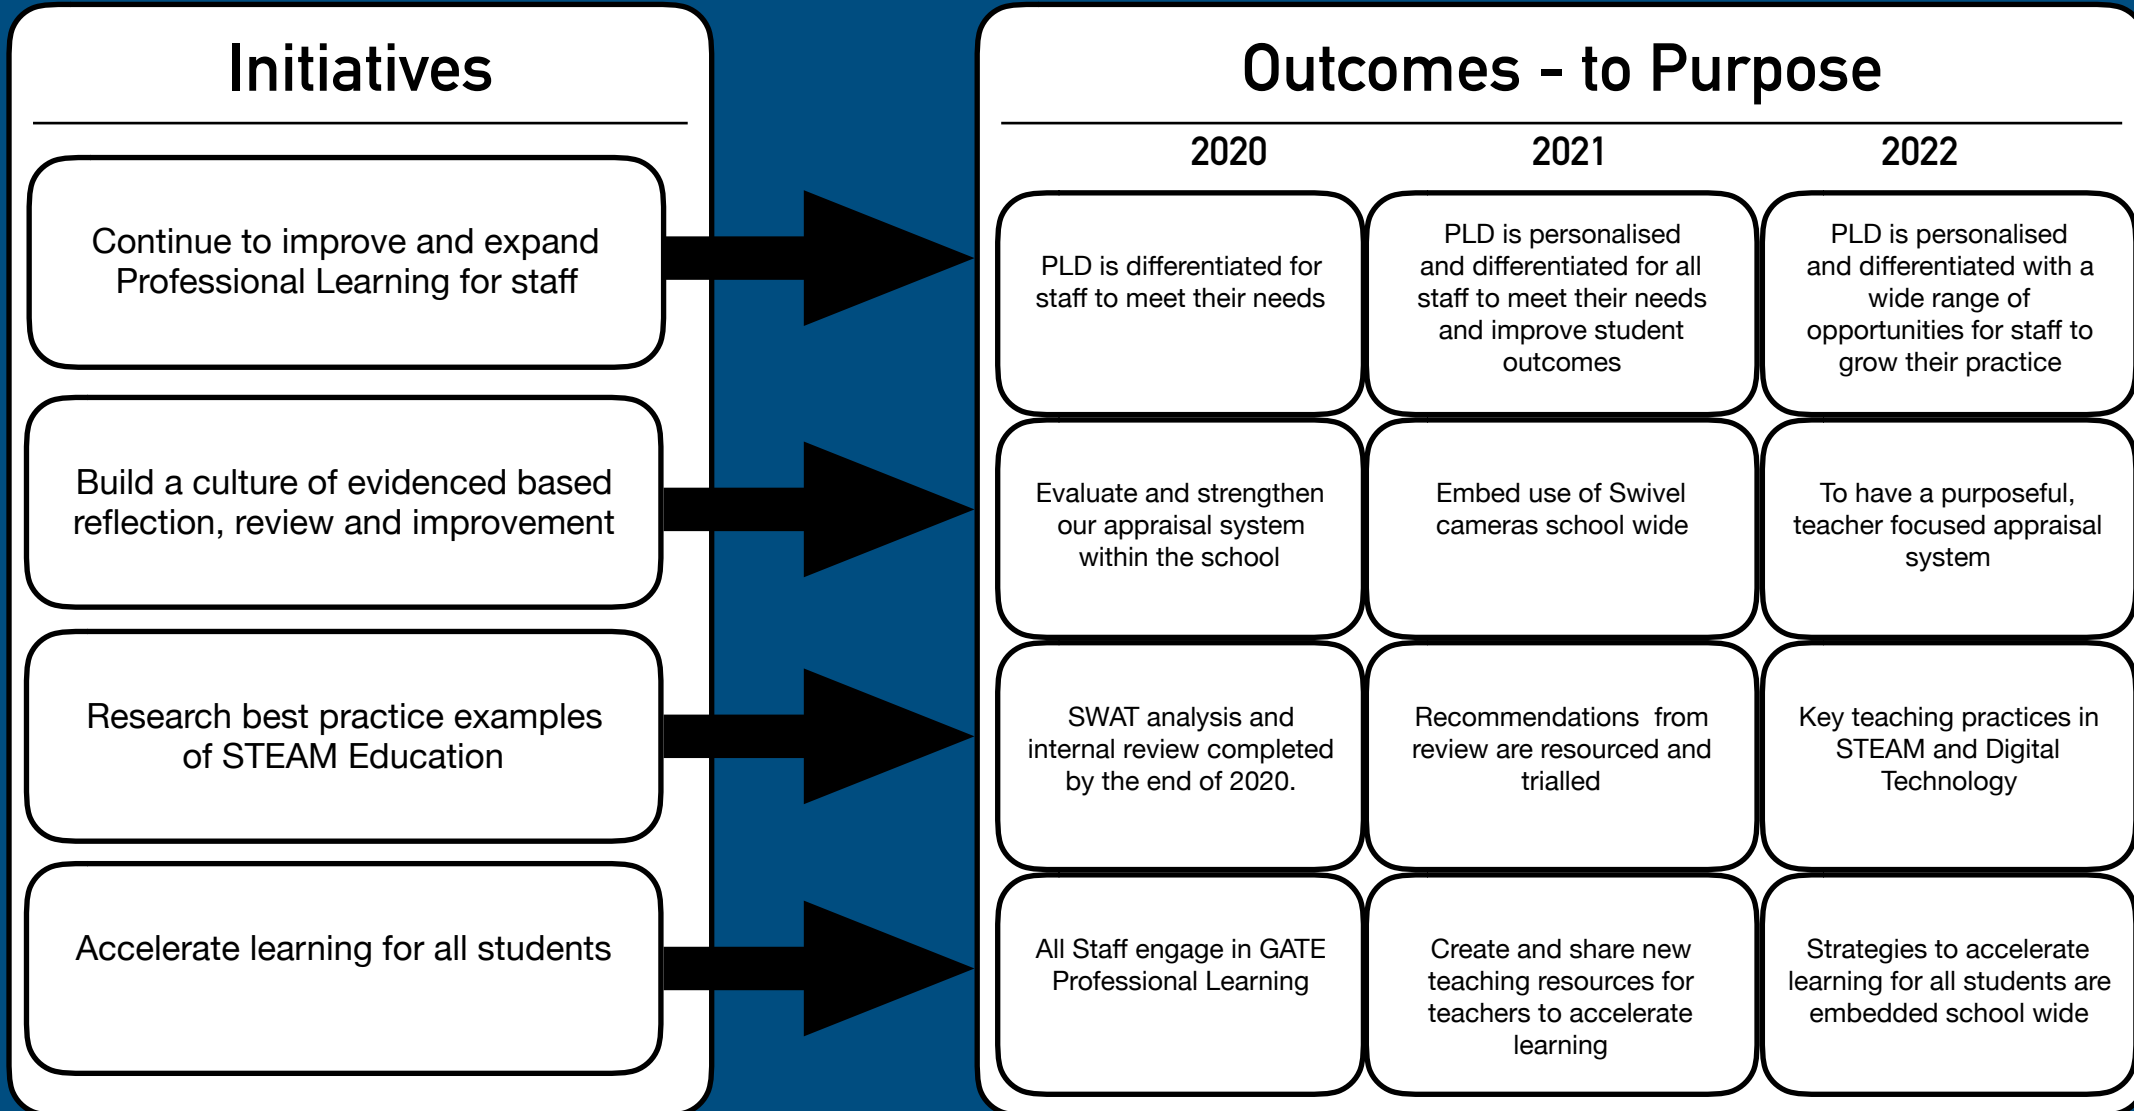 Initiatives
Continue to improve and expand
Professional Learning for staff
Build a culture of evidenced based
reflection, review and improvement
Research best practice examples
of STEAM Education
Accelerate learning for all students
Outcomes - to Purpose
2020
2021
2022
PLD is differentiated for
staff to meet their needs
PLD is personalised
and differentiated for all
staff to meet their needs
and improve student
outcomes
PLD is personalised
and differentiated with a
wide range of
opportunities for staff to
grow their practice
Evaluate and strengthen
our appraisal system
within the school
Embed use of Swivel
cameras school wide
To have a purposeful,
teacher focused appraisal
system
SWAT analysis and
internal review completed
by the end of 2020.
Recommendations from
review are resourced and
trialled
Key teaching practices in
STEAM and Digital
Technology
All Staff engage in GATE
Professional Learning
Create and share new
teaching resources for
teachers to accelerate
learning
Strategies to accelerate
learning for all students are
embedded school wide